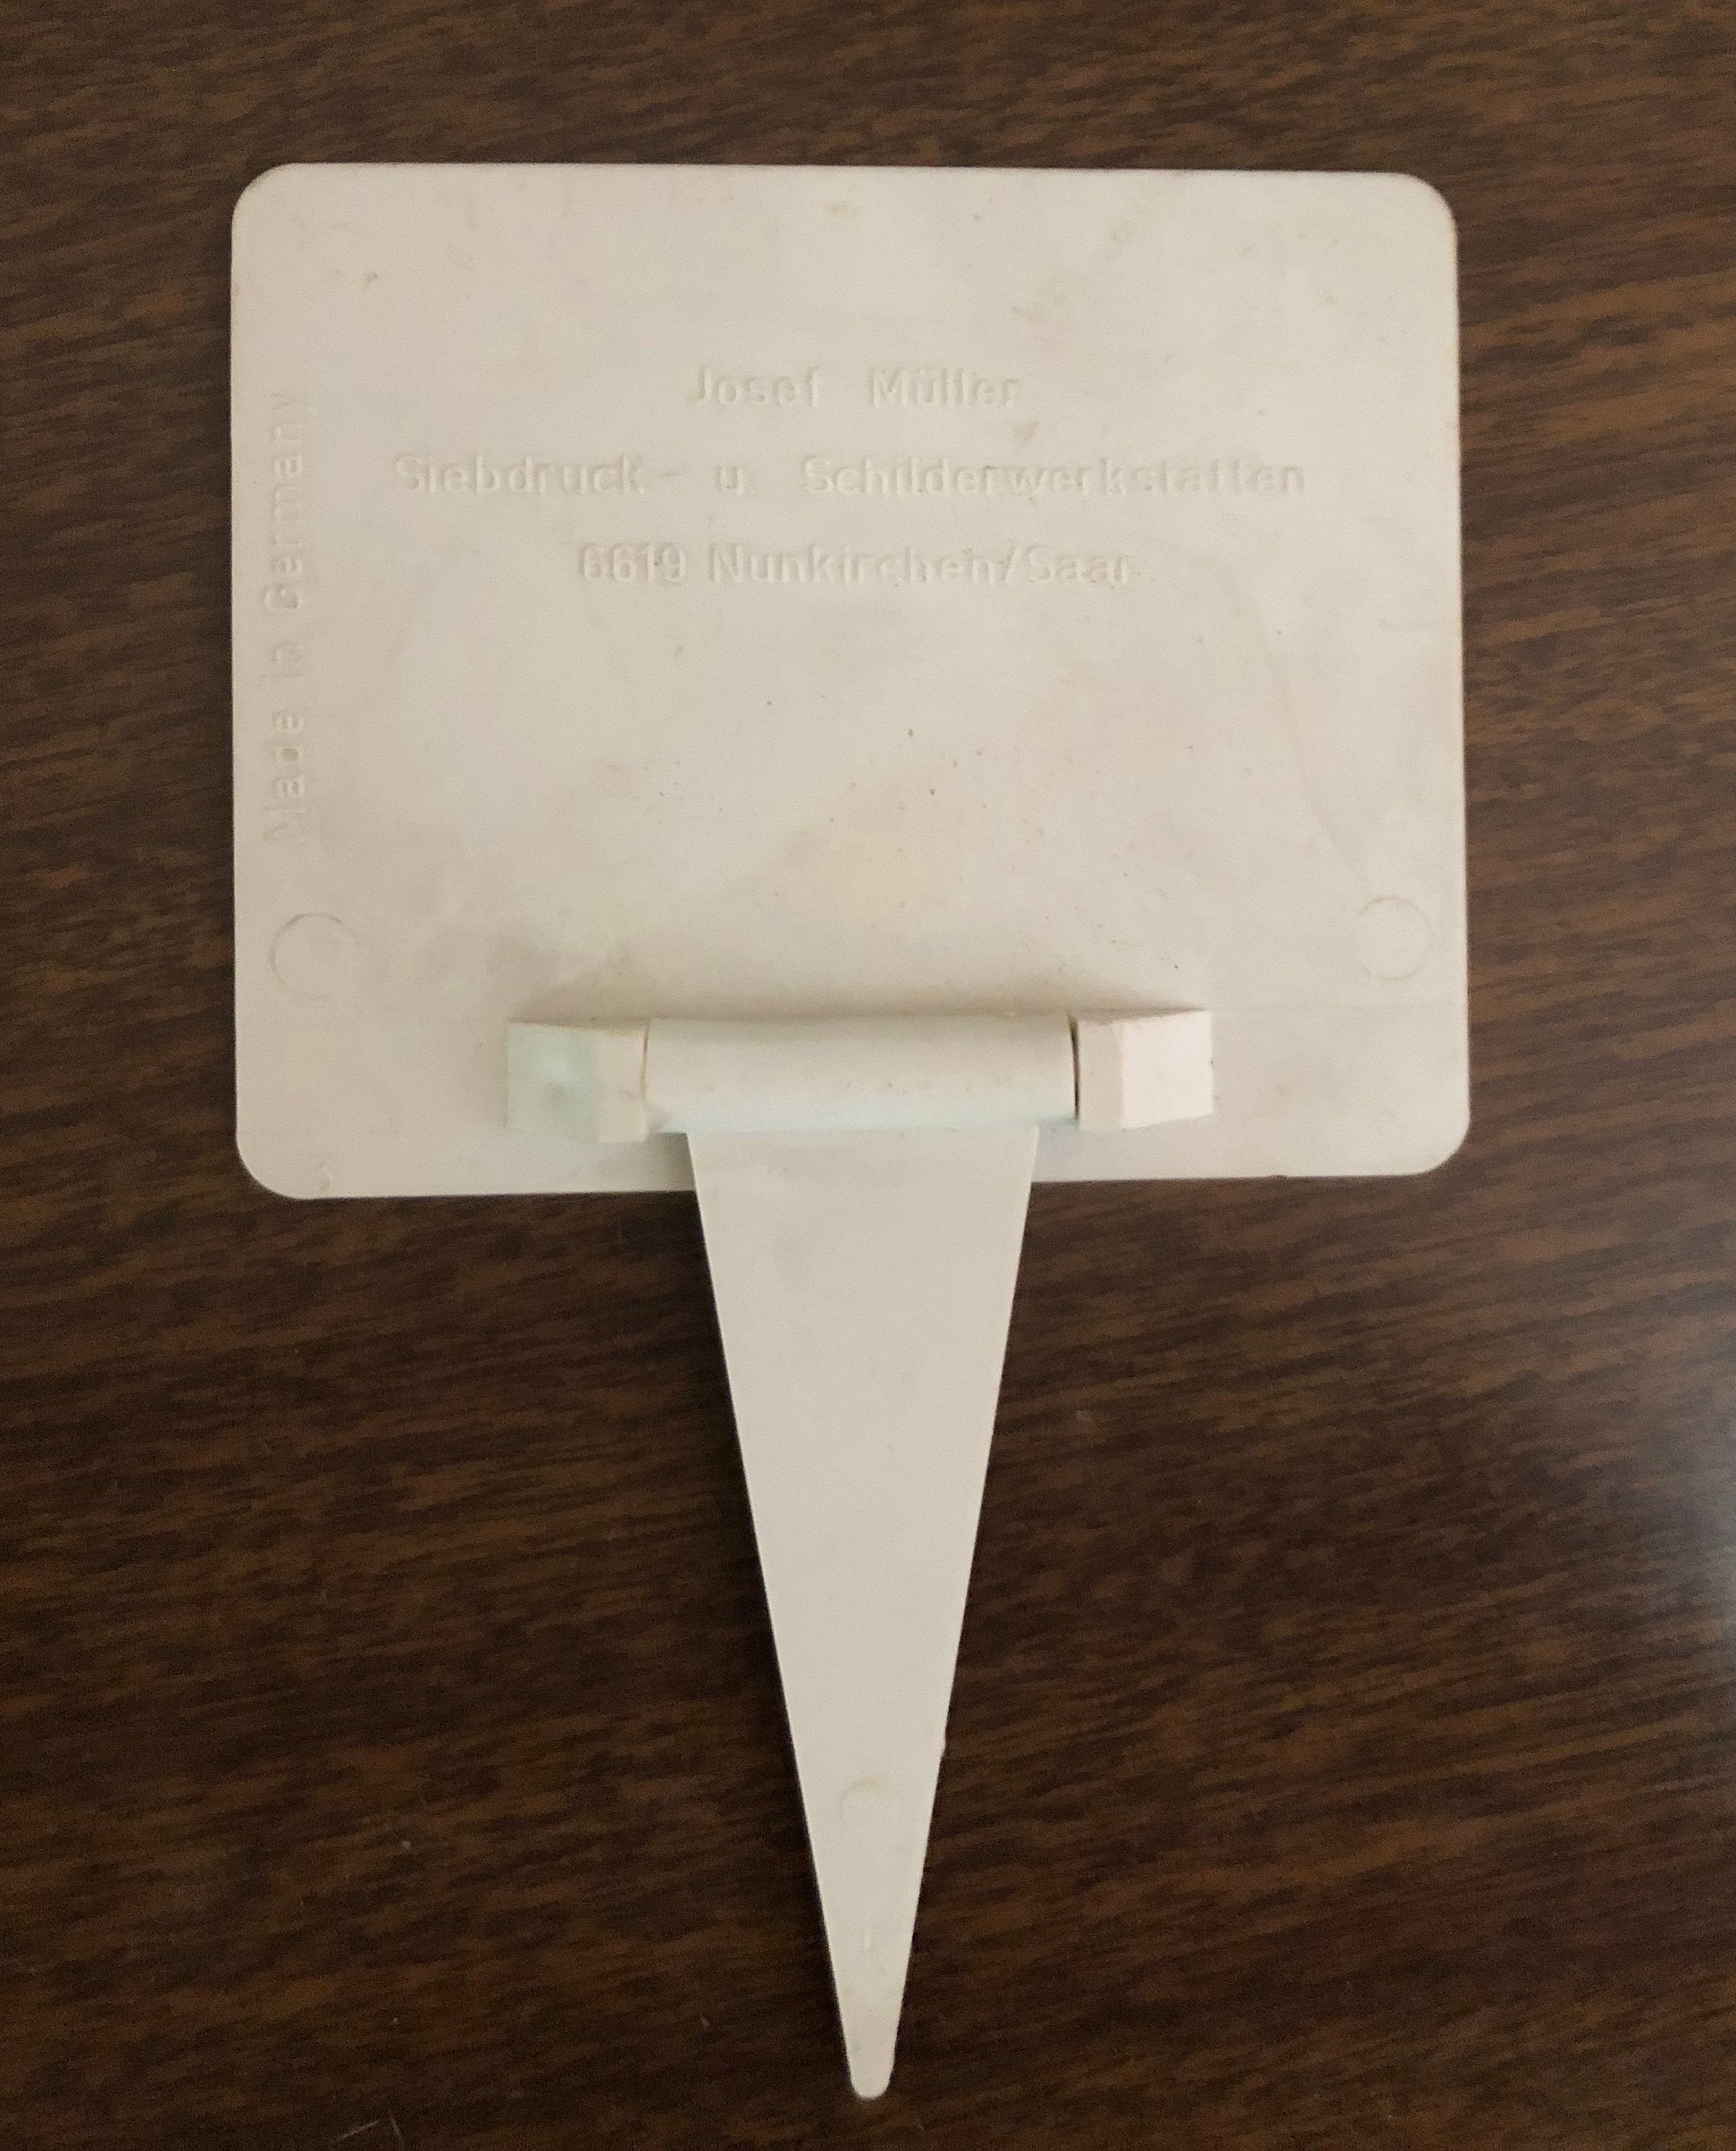 Josef Müller
Siebdruck- u. Schilderwerkstätten
6619 Nunkirchen/Saar
Made in Germany